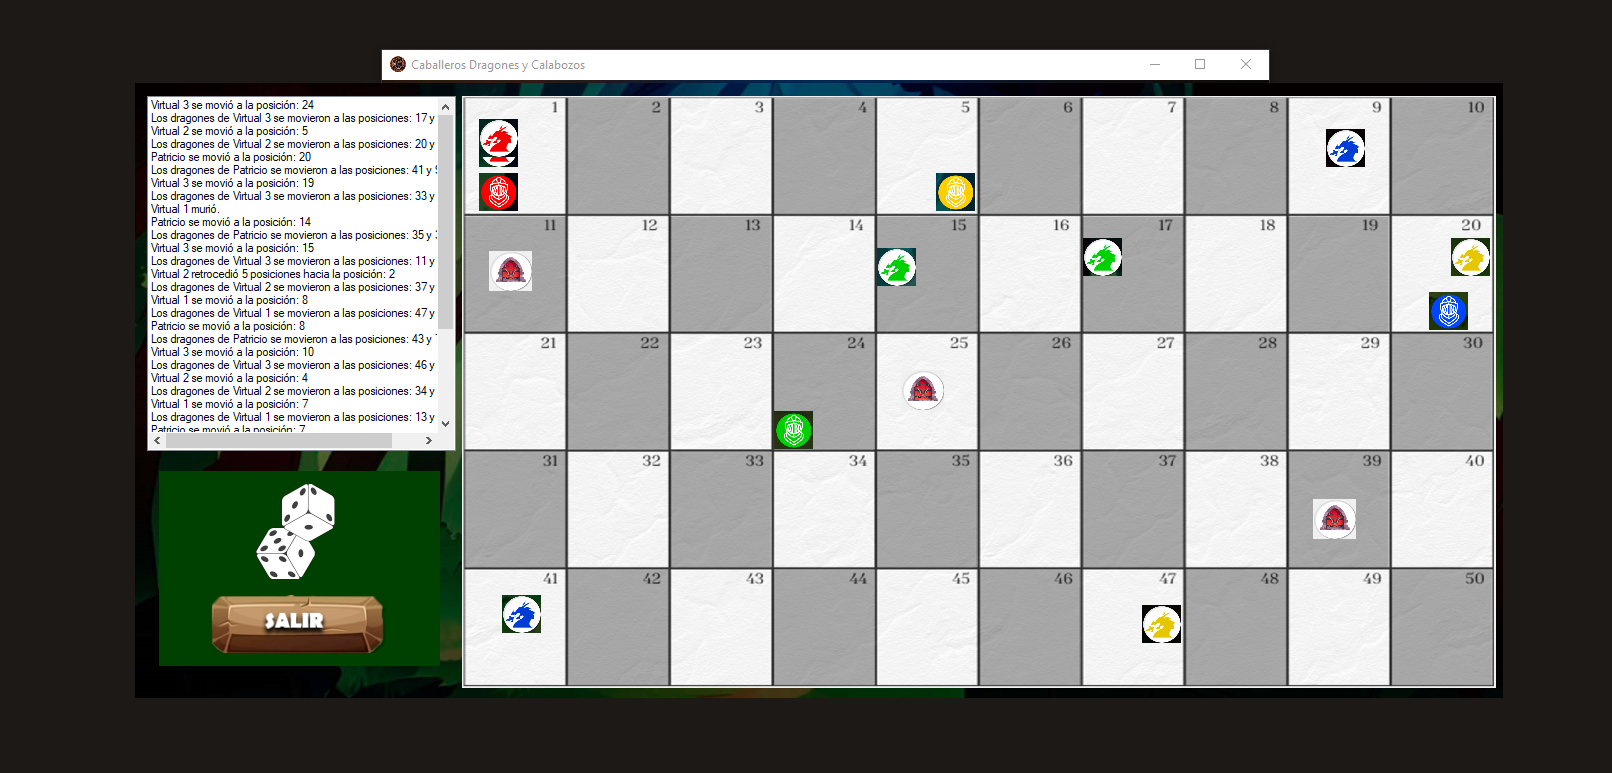 Caballeros Dragones y Calabozos
Virtual 3 se movió a la posición: 24
Los dragones de Virtual 3 se movieron a las posiciones: 17 y
Virtual 2 se movió a la posición: 5
Los dragones de Virtual 2 se movieron a las posiciones: 20 y
Patricio se movió a la posición: 20
Los dragones de Patricio se movieron a las posiciones: 41 y
Virtual 3 se movió a la posición: 19
Los dragones de Virtual 3 se movieron a las posiciones: 33 y
Virtual 1 murió.
Patricio se movió a la posición: 14
Los dragones de Patricio se movieron a las posiciones: 35 y
Virtual 3 se movió a la posición: 15
Los dragones de Virtual 3 se movieron a las posiciones: 11 y
Virtual 2 retrocedió 5 posiciones hacia la posición: 2
Los dragones de Virtual 2 se movieron a las posiciones: 37 y
Virtual 1 se movió a la posición: 8
Los dragones de Virtual 1 se movieron a las posiciones: 47 y
Patricio se movió a la posición: 8
Los dragones de Patricio se movieron a las posiciones: 43 y
Virtual 3 se movió a la posición: 10
Los dragones de Virtual 3 se movieron a las posiciones: 46 y
Virtual 2 se movió a la posición: 4
Los dragones de Virtual 2 se movieron a las posiciones: 34 y
Virtual 1 se movió a la posición: 7
Los dragones de Virtual 1 se movieron a las posiciones: 13 y
Patricio se movió a la posición: 7
SALIR
1 2 3 4 5 6 7 8 9 10
11 12 13 14 15 16 17 18 19 20
21 22 23 24 25 26 27 28 29 30
31 32 33 34 35 36 37 38 39 40
41 42 43 44 45 46 47 48 49 50